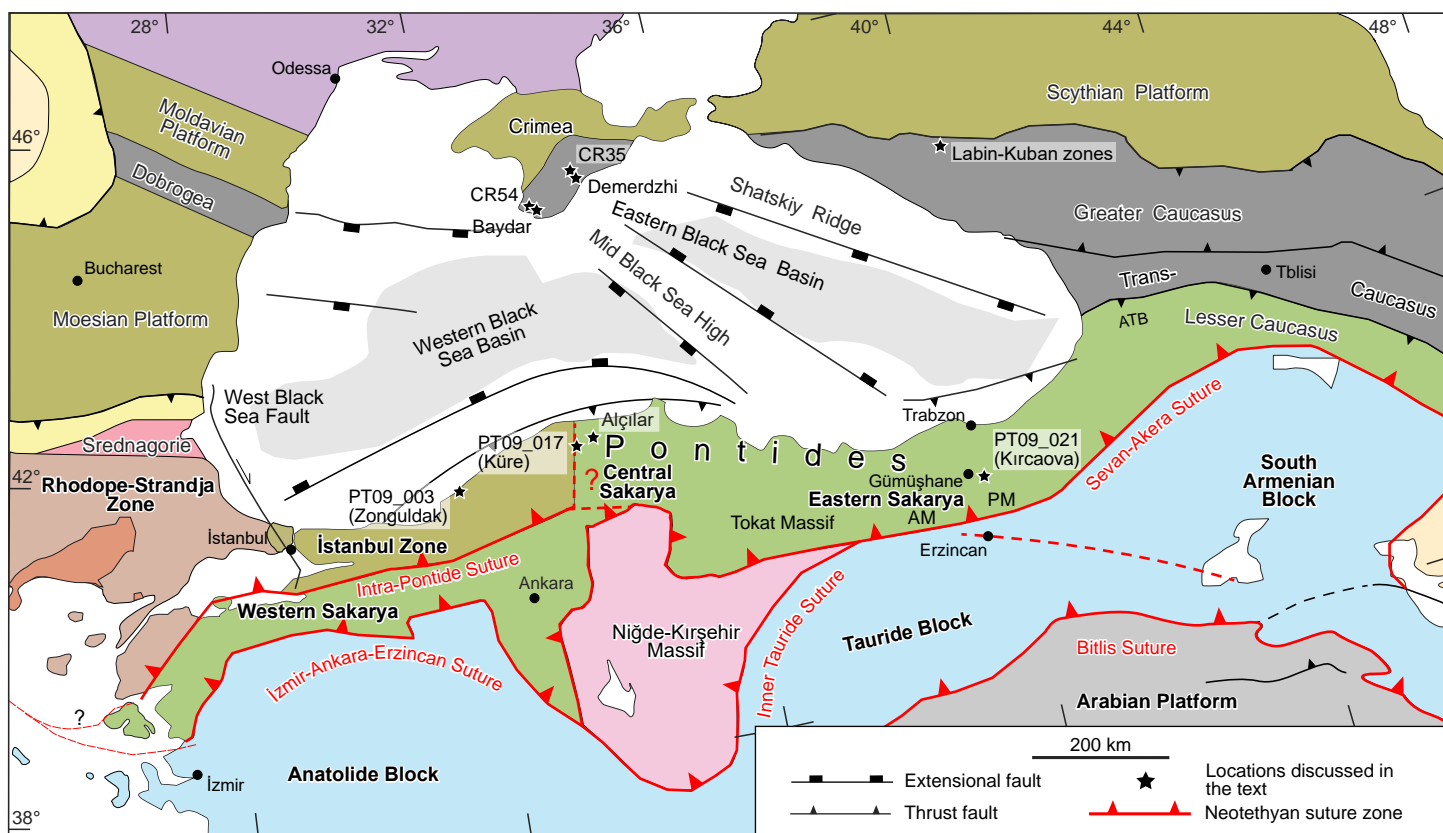 28°
32°
36°
40°
44°
48°
46°
42°
38°
Odessa
Moldavian
Platform
Dobrogea
Crimea
CR35
Demerdzhi
CR54
Baydar
Scythian Platform
Labin-Kuban zones
Greater Caucasus
Shatskiy Ridge
Eastern Black Sea Basin
Mid Black Sea High
Trans-
Caucasus
Tblisi
ATB
Lesser Caucasus
Bucharest
Moesian Platform
Western Black
Sea Basin
West Black
Sea Fault
Srednagorie
Rhodope-Strandja
Zone
Alçılar
PT09_017
(Küre)
PT09_003
(Zonguldak)
Pontides
?
Central
Sakarya
Trabzon
PT09_021
(Kırcaova)
Gümüşhane
Eastern Sakarya
PM
AM
Tokat Massif
Erzincan
Sevan-Akera Suture
South
Armenian
Block
İstanbul
İstanbul Zone
Intra-Pontide Suture
Ankara
Western Sakarya
İzmir-Ankara-Erzincan Suture
Niğde-Kırşehir
Massif
Inner Tauride Suture
Tauride Block
Bitlis Suture
Arabian Platform
?
İzmir
Anatolide Block
200 km
Extensional fault
Thrust fault
Locations discussed in
the text
Neotethyan suture zone